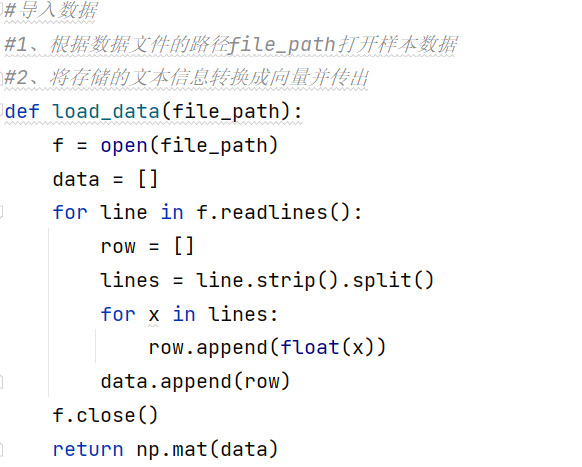 #导入数据
#1、根据数据文件的路径file_path打开样本数据
#2、将存储的文本信息转换成向量并传出
def load_data(file_path):
    f = open(file_path)
    data = []
    for line in f.readlines():
        row = []
        lines = line.strip().split()
        for x in lines:
            row.append(float(x))
        data.append(row)
    f.close()
    return np.mat(data)